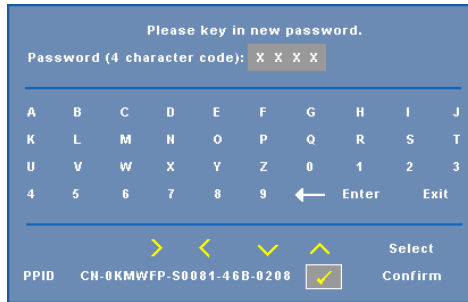 Please key in new password.
Password (4 character code): X X X X
A B C D E F G H I J
K L M N O P Q R S T
U V W X Y Z 0 1 2 3
4 5 6 7 8 9 ← Enter Exit
Select
PPID CN-0KMWFP-S0081-46B-0208 ✓ Confirm